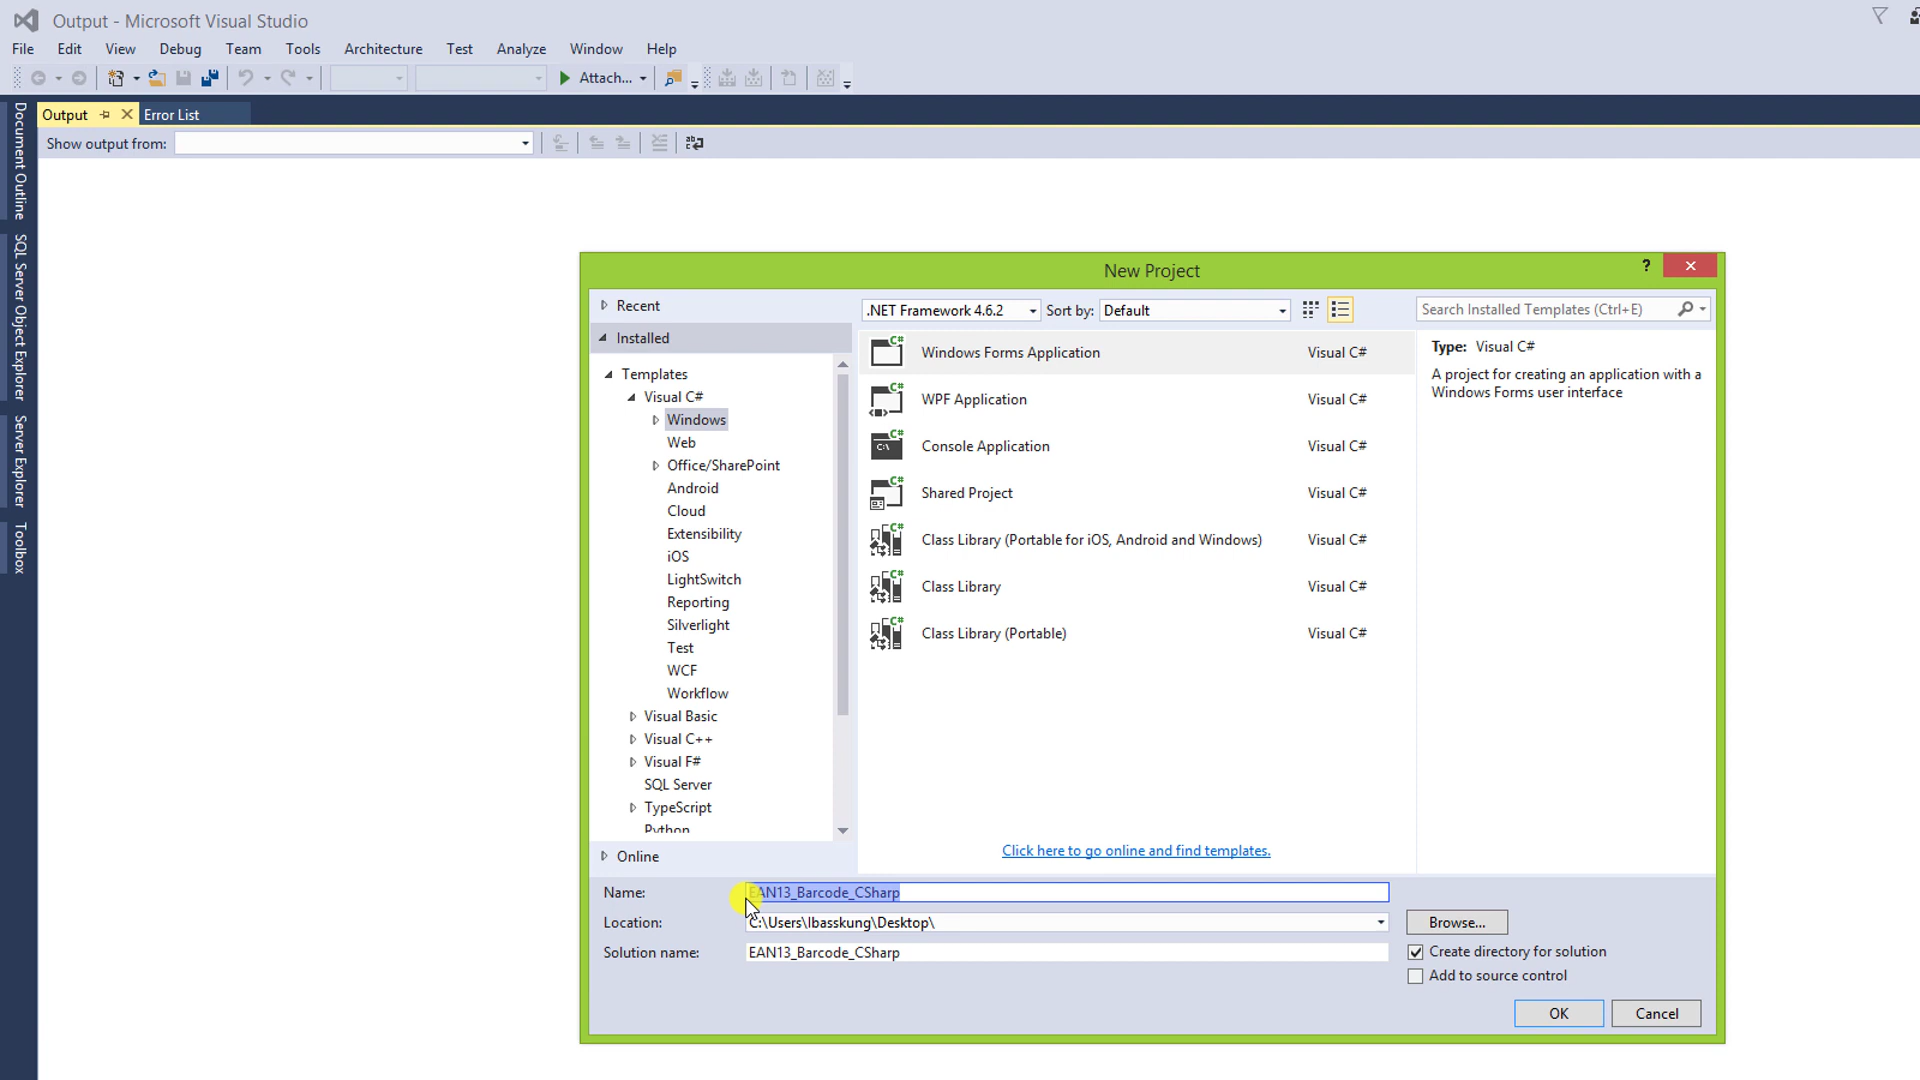 Output - Microsoft Visual Studio
File Edit View Debug Team Tools Architecture Test Analyze Window Help
Attach...
Output Error List
Show output from:
Document Outline
SQL Server Object Explorer
Server Explorer
Toolbox
New Project
?
Recent
Installed
Templates
Visual C#
Windows
Web
Office/SharePoint
Android
Cloud
Extensibility
iOS
LightSwitch
Reporting
Silverlight
Test
WCF
Workflow
Visual Basic
Visual C++
Visual F#
SQL Server
TypeScript
Python
Online
.NET Framework 4.6.2 Sort by: Default
Search Installed Templates (Ctrl+E)
Windows Forms Application Visual C#
WPF Application Visual C#
Console Application Visual C#
Shared Project Visual C#
Class Library (Portable for iOS, Android and Windows) Visual C#
Class Library Visual C#
Class Library (Portable) Visual C#
Click here to go online and find templates.
Type: Visual C#
A project for creating an application with a
Windows Forms user interface
Name: EAN13_Barcode_CSharp
Location: C:\Users\lbasskung\Desktop\ Browse...
Solution name: EAN13_Barcode_CSharp
Create directory for solution
Add to source control
OK Cancel